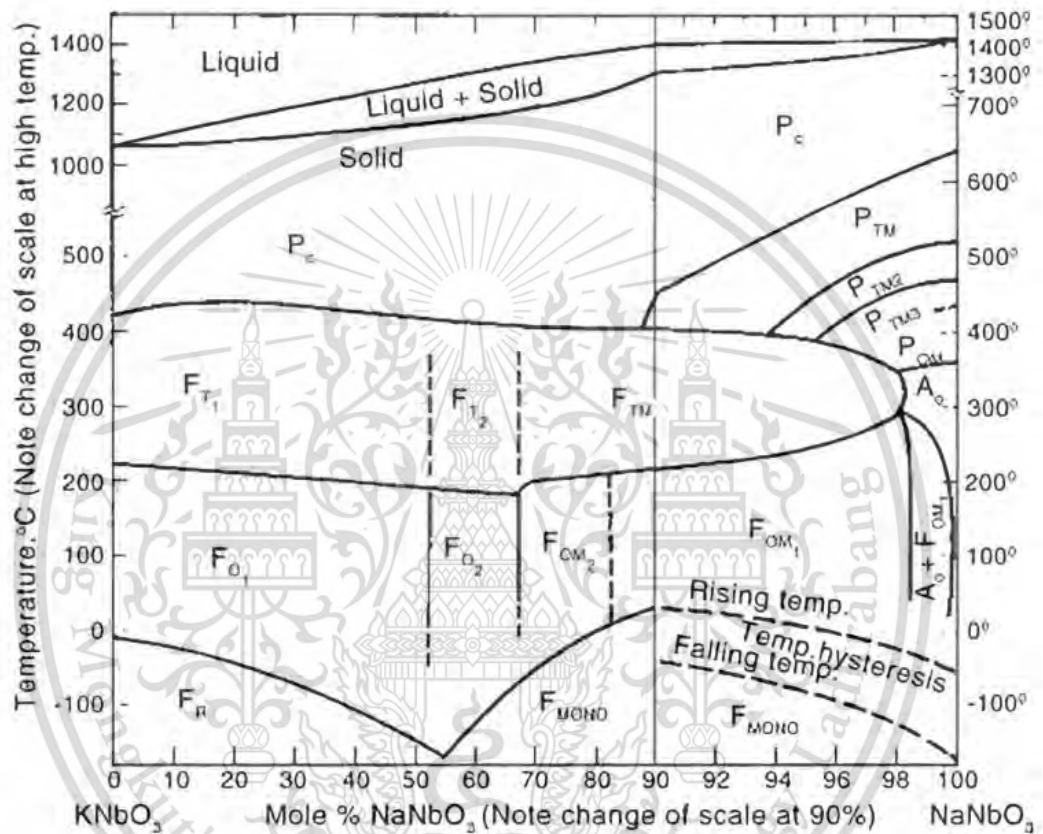 Temperature, °C (Note change of scale at high temp.)
1400
1300
1200
1100
1000
500
400
300
200
100
0
-100
1500°
1400°
1300°
700°
600°
500°
400°
300°
200°
100°
0°
-100°
Liquid
Liquid + Solid
Solid
P_c
P_c
P_TM
P_TM2
P_TM3
P_OM
A_o
F_T1
F_T2
F_TM
F_O1
F_O2
F_OM2
F_OM1
A_o + F_OM1
Rising temp.
Temp. hysteresis
Falling temp.
F_R
F_MONO
F_MONO
0 10 20 30 40 50 60 70 80 90 92 94 96 98 100
KNbO₃ Mole % NaNbO₃ (Note change of scale at 90%) NaNbO₃
Ladkrabang